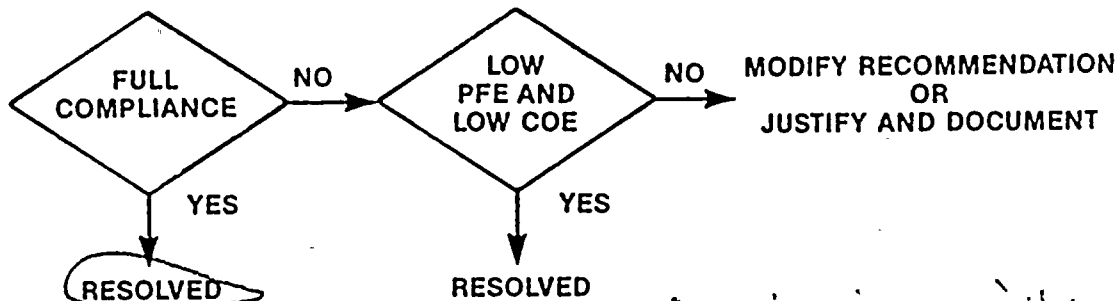 FULL
COMPLIANCE
NO
LOW
PFE AND
LOW COE
NO
MODIFY RECOMMENDATION
OR
JUSTIFY AND DOCUMENT
YES
YES
RESOLVED
RESOLVED